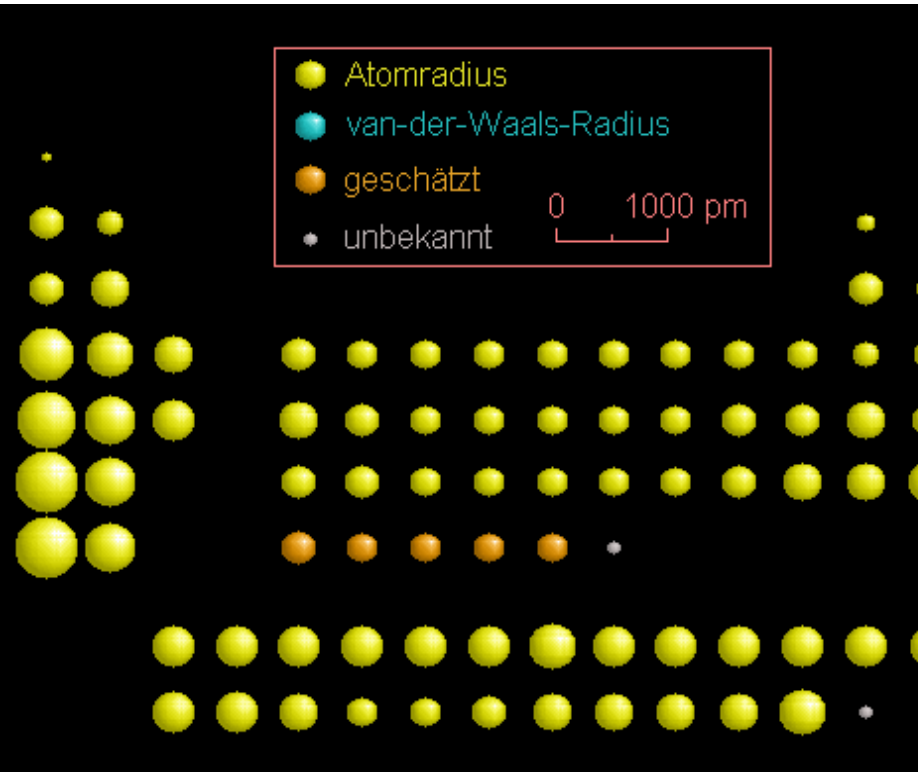 Atomradius
van-der-Waals-Radius
geschätzt
0 1000 pm
unbekannt